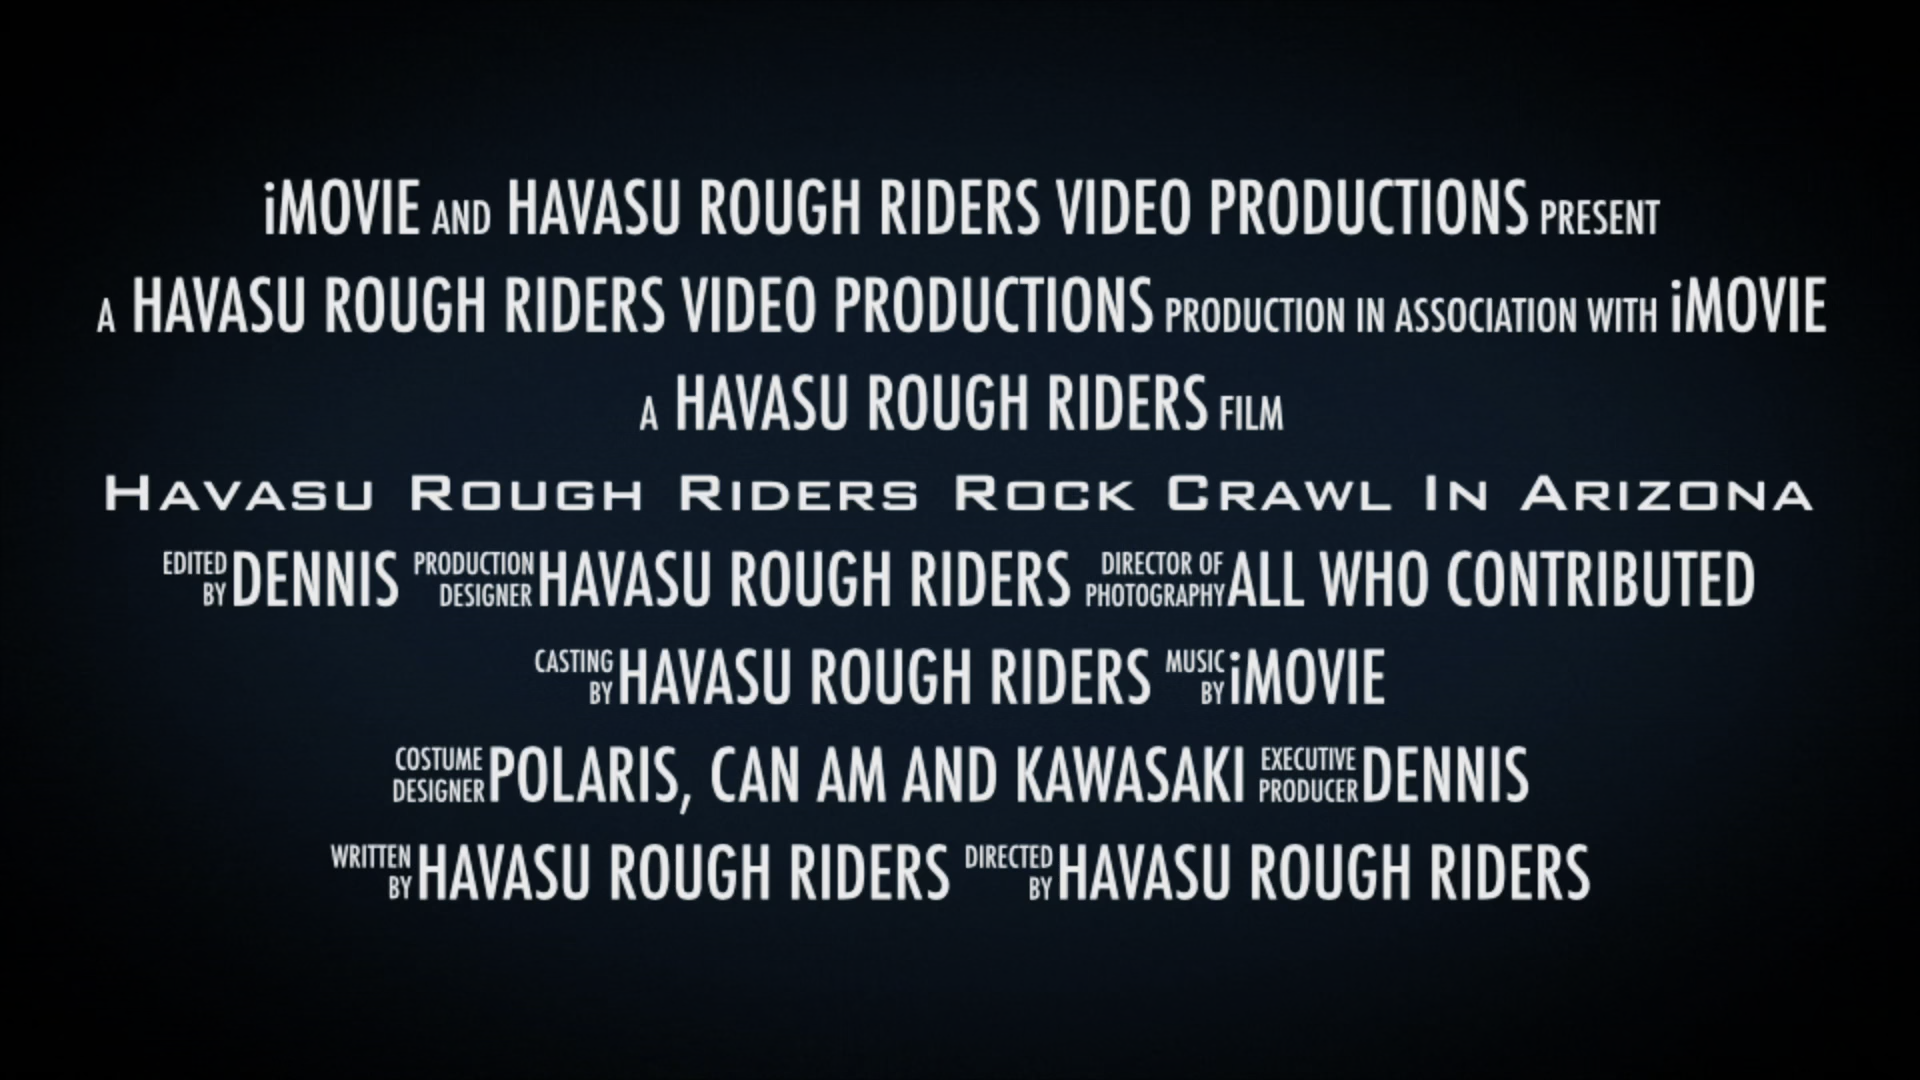 iMOVIE AND HAVASU ROUGH RIDERS VIDEO PRODUCTIONS PRESENT
A HAVASU ROUGH RIDERS VIDEO PRODUCTIONS PRODUCTION IN ASSOCIATION WITH iMOVIE
A HAVASU ROUGH RIDERS FILM
HAVASU ROUGH RIDERS ROCK CRAWL IN ARIZONA
EDITED BY DENNIS PRODUCTION DESIGNER HAVASU ROUGH RIDERS DIRECTOR OF PHOTOGRAPHY ALL WHO CONTRIBUTED
CASTING BY HAVASU ROUGH RIDERS MUSIC BY iMOVIE
COSTUME DESIGNER POLARIS, CAN AM AND KAWASAKI EXECUTIVE PRODUCER DENNIS
WRITTEN BY HAVASU ROUGH RIDERS DIRECTED BY HAVASU ROUGH RIDERS